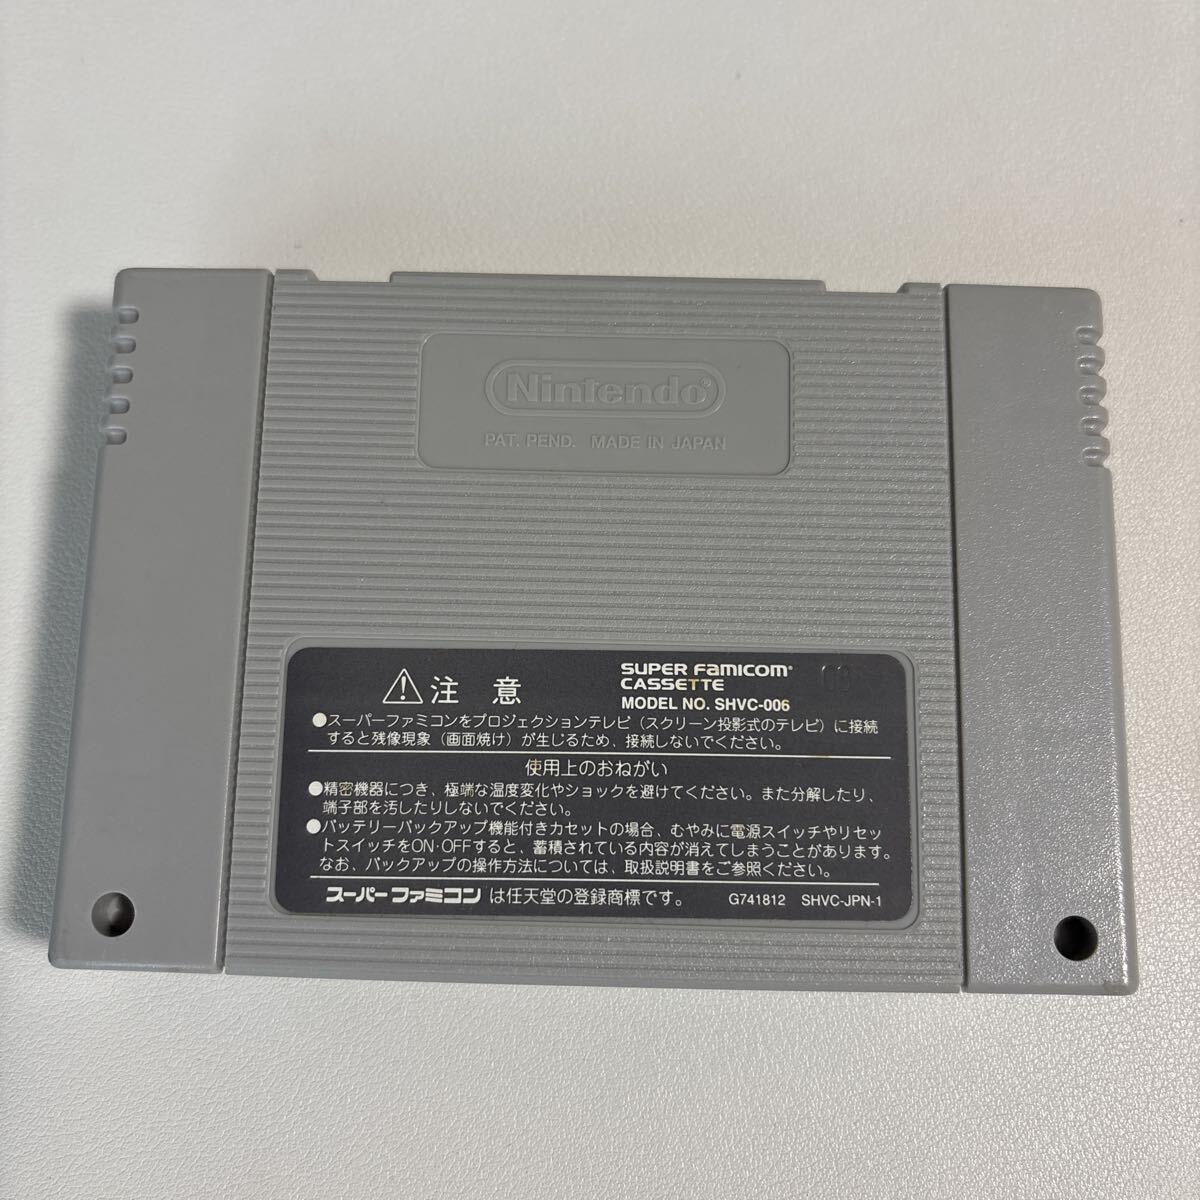 Nintendo®
PAT. PEND. MADE IN JAPAN
⚠注意
SUPER FAMICOM®
CASSETTE
MODEL NO. SHVC-006
●スーパーファミコンをプロジェクションテレビ（スクリーン投影式のテレビ）に接続
すると残像現象（画面焼け）が生じるため、接続しないでください。
使用上のおねがい
●精密機器につき、極端な温度変化やショックを避けてください。また分解したり、
端子部を汚したりしないでください。
●バッテリーバックアップ機能付きカセットの場合、むやみに電源スイッチやリセッ
トスイッチをON・OFFすると、蓄積されている内容が消えてしまうことがあります。
なお、バックアップの操作方法については、取扱説明書をご参照ください。
スーパーファミコンは任天堂の登録商標です。
G741812 SHVC-JPN-1